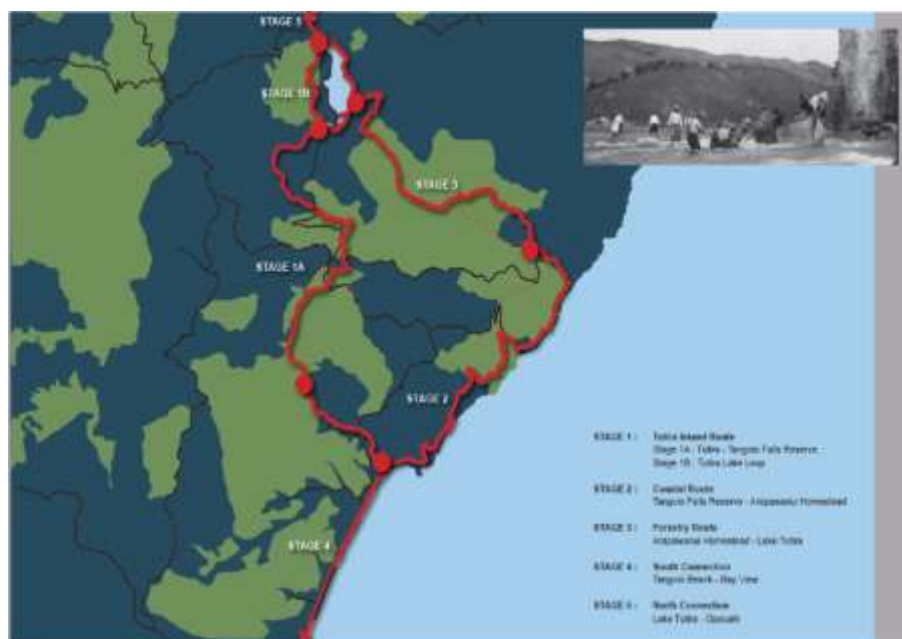 STAGE 5
STAGE 1B
STAGE 3
STAGE 1A
STAGE 2
STAGE 4
STAGE 1 : Tutira Inland Route
Stage 1A : Tutira - Tangoio Falls Reserve
Stage 1B : Tutira Lake Loop
STAGE 2 : Coastal Route
Tangoio Falls Reserve - Arapawanui Homestead
STAGE 3 : Forestry Route
Arapawanui Homestead - Lake Tutira
STAGE 4 : South Connection
Tangoio Beach - Bay View
STAGE 5 : North Connection
Lake Tutira -